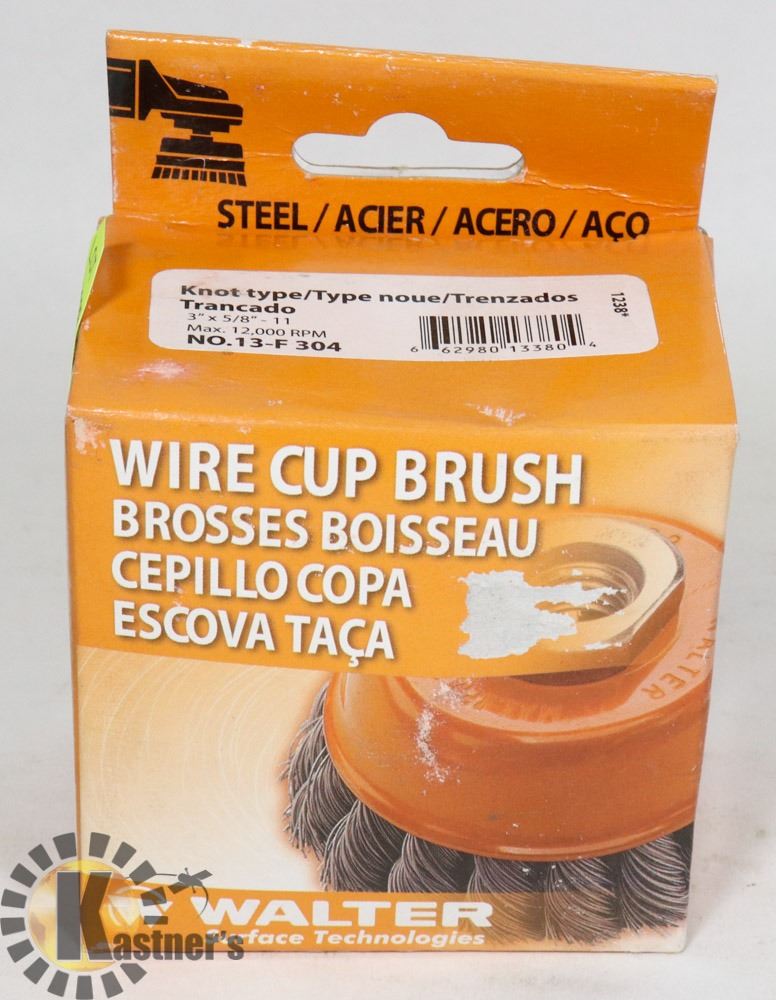 STEEL / ACIER / ACERO / AÇO
Knot type/Type noue/Trenzados
Trancado
3" x 5/8" - 11
Max. 12,000 RPM
NO.13-F 304
1238+
6 62980 13380 4
WIRE CUP BRUSH
BROSSES BOISSEAU
CEPILLO COPA
ESCOVA TAÇA
WALTER
WALTER
Surface Technologies
Kastner's